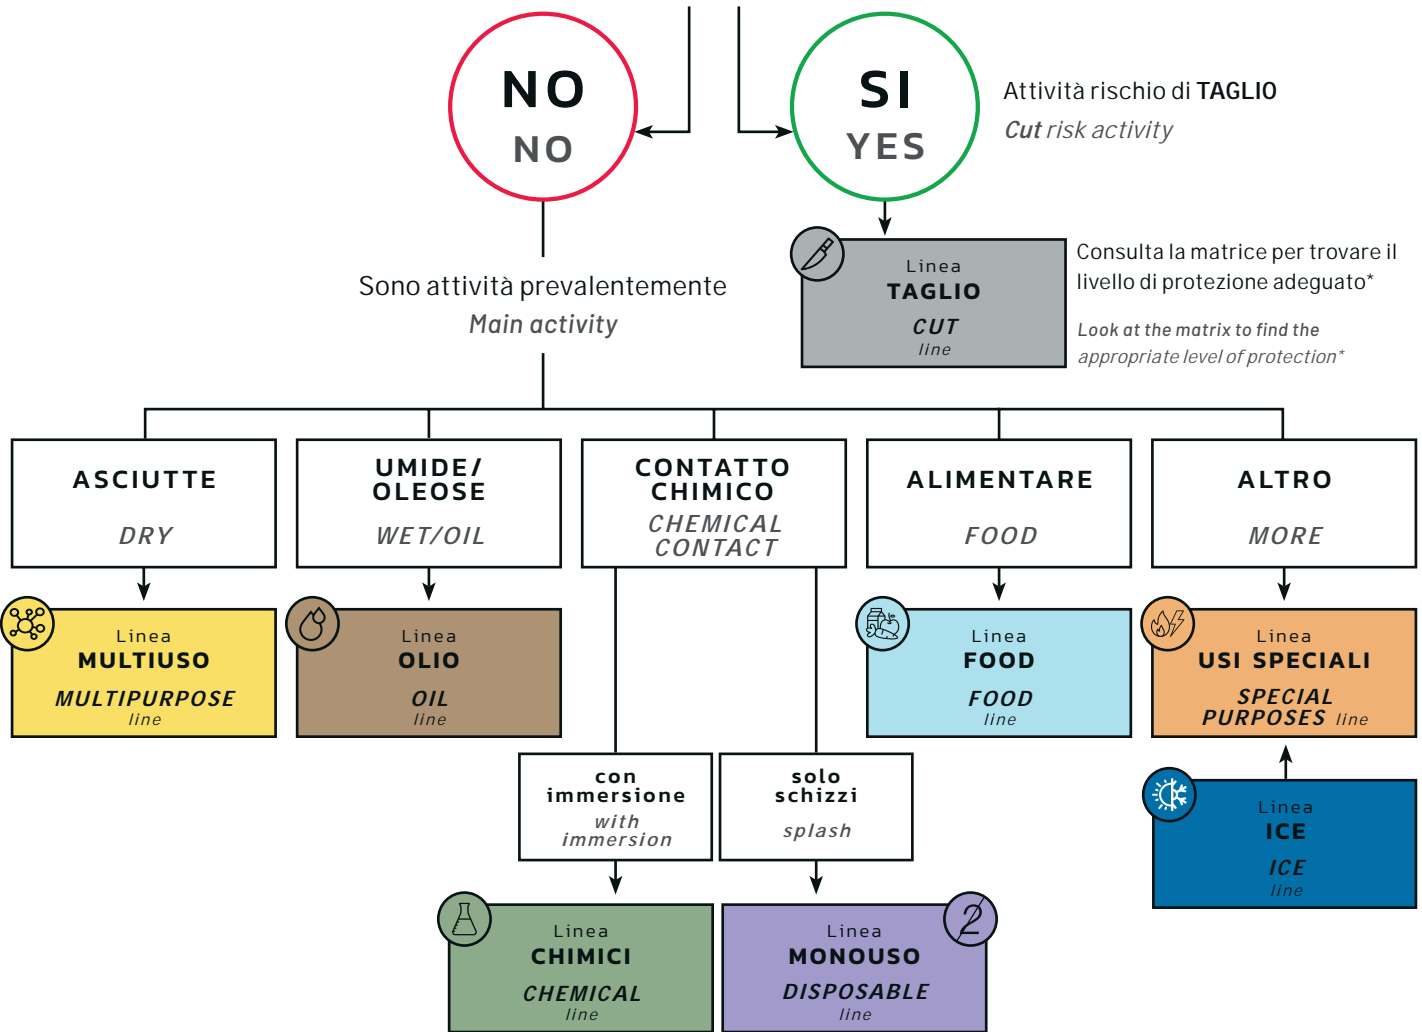 NO
NO
SI
YES
Attività rischio di TAGLIO
Cut risk activity
Linea
TAGLIO
CUT
line
Consulta la matrice per trovare il
livello di protezione adeguato*
Look at the matrix to find the
appropriate level of protection*
Sono attività prevalentemente
Main activity
ASCIUTTE
DRY
UMIDE/
OLEOSE
WET/OIL
CONTATTO
CHIMICO
CHEMICAL
CONTACT
ALIMENTARE
FOOD
ALTRO
MORE
Linea
MULTIUSO
MULTIPURPOSE
line
Linea
OLIO
OIL
line
Linea
FOOD
FOOD
line
Linea
USI SPECIALI
SPECIAL
PURPOSES line
con
immersione
with
immersion
solo
schizzi
splash
Linea
ICE
ICE
line
Linea
CHIMICI
CHEMICAL
line
2
Linea
MONOUSO
DISPOSABLE
line